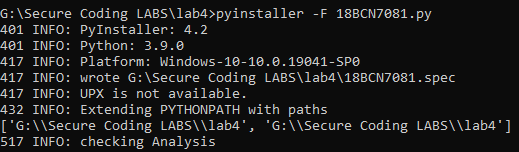 G:\Secure Coding LABS\lab4>pyinstaller -F 18BCN7081.py
401 INFO: PyInstaller: 4.2
401 INFO: Python: 3.9.0
417 INFO: Platform: Windows-10-10.0.19041-SP0
417 INFO: wrote G:\Secure Coding LABS\lab4\18BCN7081.spec
417 INFO: UPX is not available.
432 INFO: Extending PYTHONPATH with paths
['G:\\Secure Coding LABS\\lab4', 'G:\\Secure Coding LABS\\lab4']
517 INFO: checking Analysis